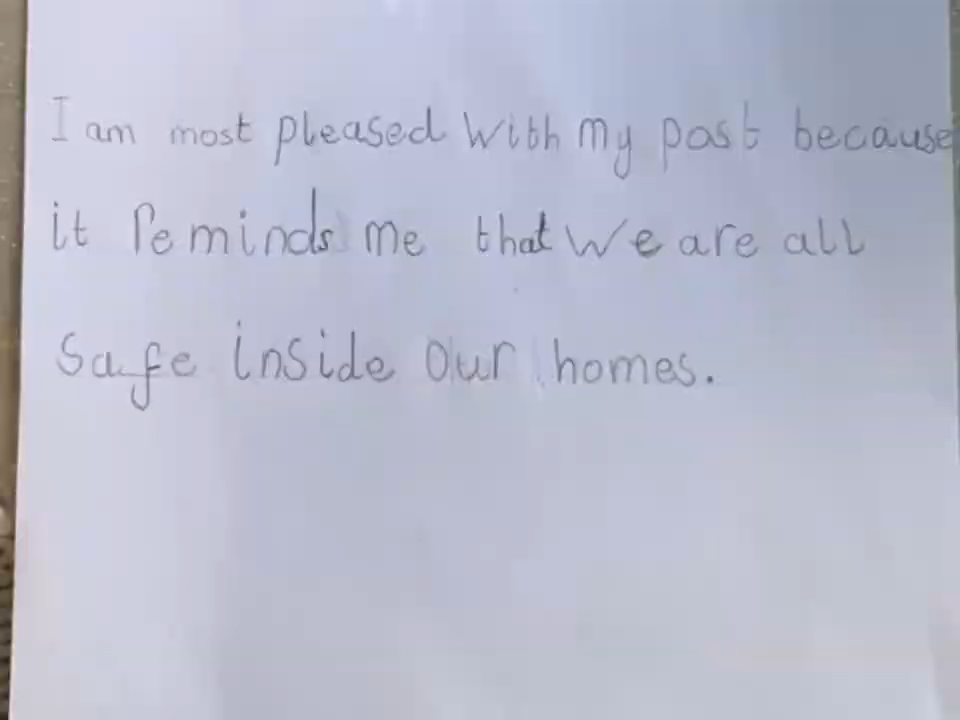 I am most pleased with my post because
it reminds me that we are all
safe inside our homes.